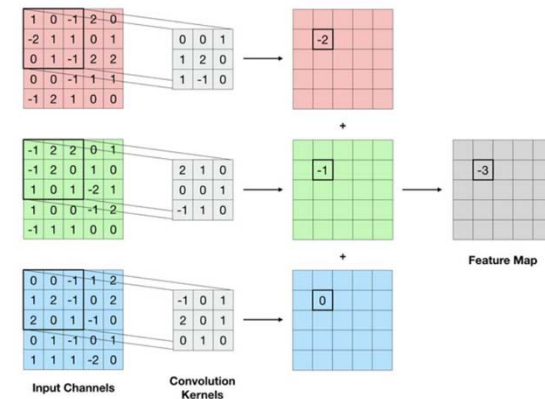 1 0 -1 2 0
-2 1 1 0 1
0 1 -1 2 2
0 0 -1 1 1
-1 2 1 0 0
0 0 1
1 2 0
1 -1 0
-2
+
-1 2 2 0 1
-1 2 0 1 0
1 0 1 -2 1
1 0 0 -1 2
-1 1 1 0 0
2 1 0
0 0 1
-1 1 0
-1
-3
Feature Map
+
0 0 -1 1 2
1 2 -1 0 2
2 0 1 -1 0
0 1 -1 0 1
1 1 1 -2 0
-1 0 1
2 0 1
0 1 0
0
Input Channels
Convolution
Kernels